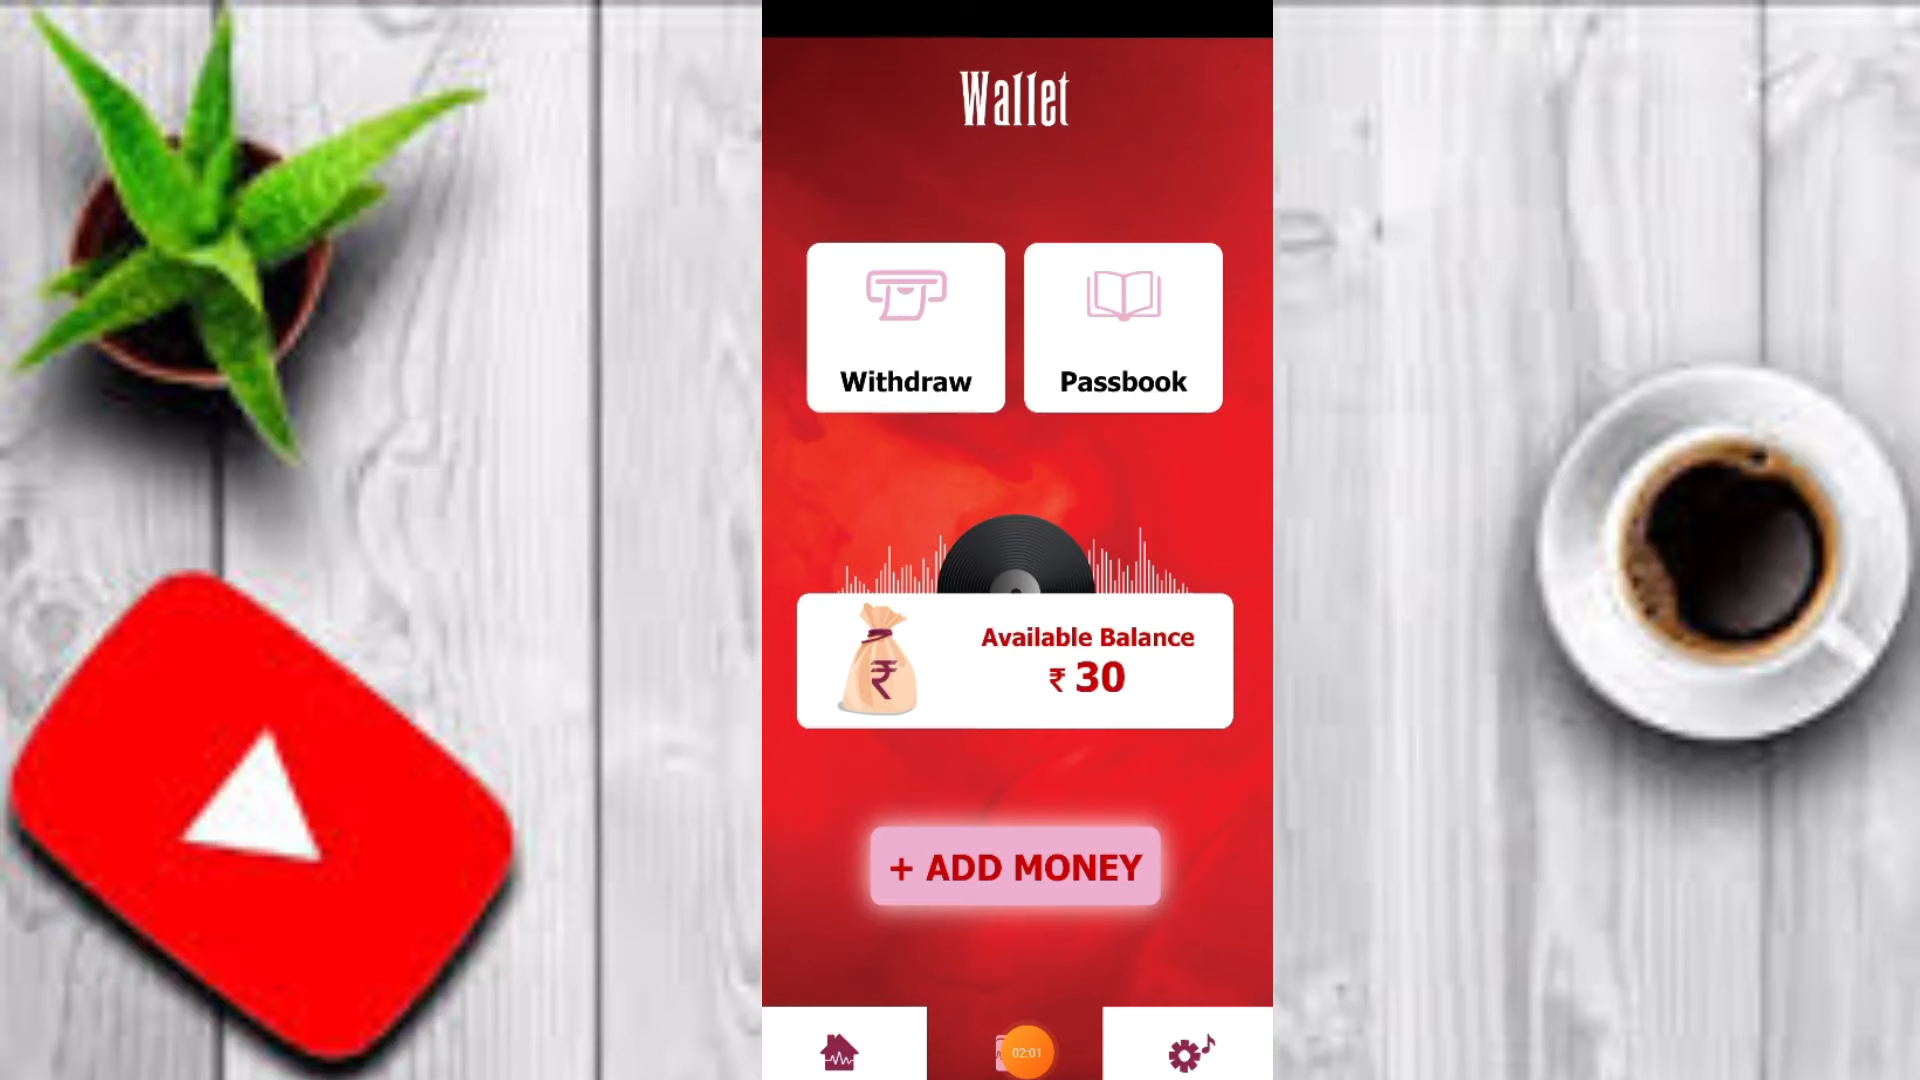 Wallet
Withdraw
Passbook
Available Balance
₹ 30
+ ADD MONEY
02:01